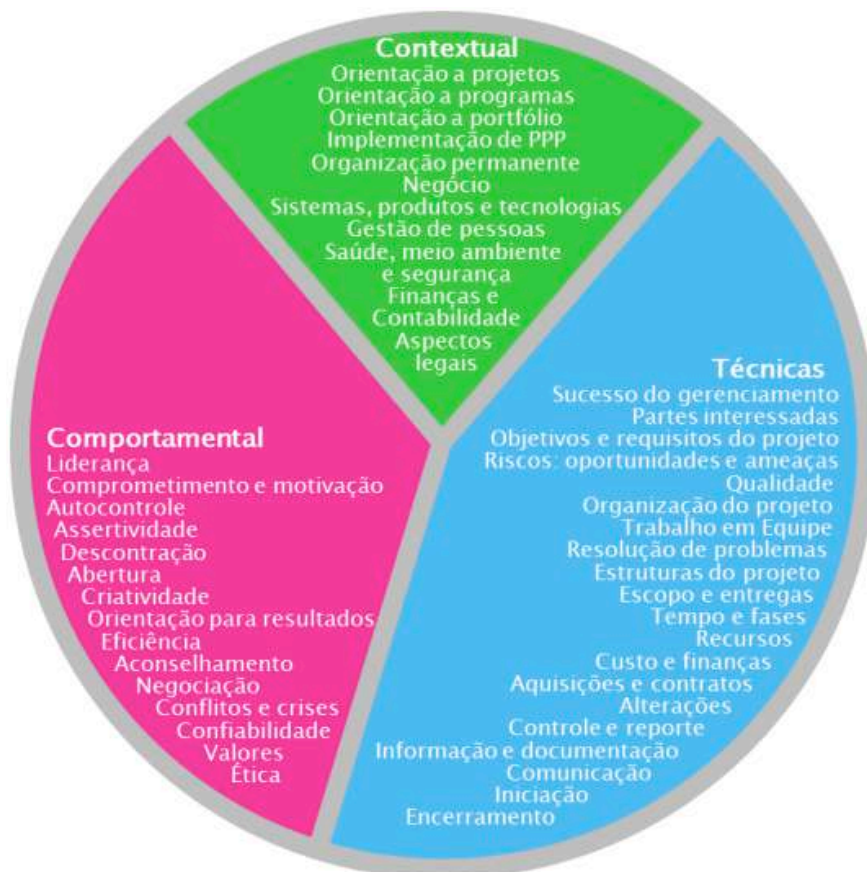 Contextual
Orientação a projetos
Orientação a programas
Orientação a portfólio
Implementação de PPP
Organização permanente
Negócio
Sistemas, produtos e tecnologias
Gestão de pessoas
Saúde, meio ambiente
e segurança
Finanças e
Contabilidade
Aspectos
legais
Comportamental
Liderança
Comprometimento e motivação
Autocontrole
Assertividade
Descontração
Abertura
Criatividade
Orientação para resultados
Eficiência
Aconselhamento
Negociação
Conflitos e crises
Confiabilidade
Valores
Ética
Técnicas
Sucesso do gerenciamento
Partes interessadas
Objetivos e requisitos do projeto
Riscos: oportunidades e ameaças
Qualidade
Organização do projeto
Trabalho em Equipe
Resolução de problemas
Estruturas do projeto
Escopo e entregas
Tempo e fases
Recursos
Custo e finanças
Aquisições e contratos
Alterações
Controle e reporte
Informação e documentação
Comunicação
Iniciação
Encerramento